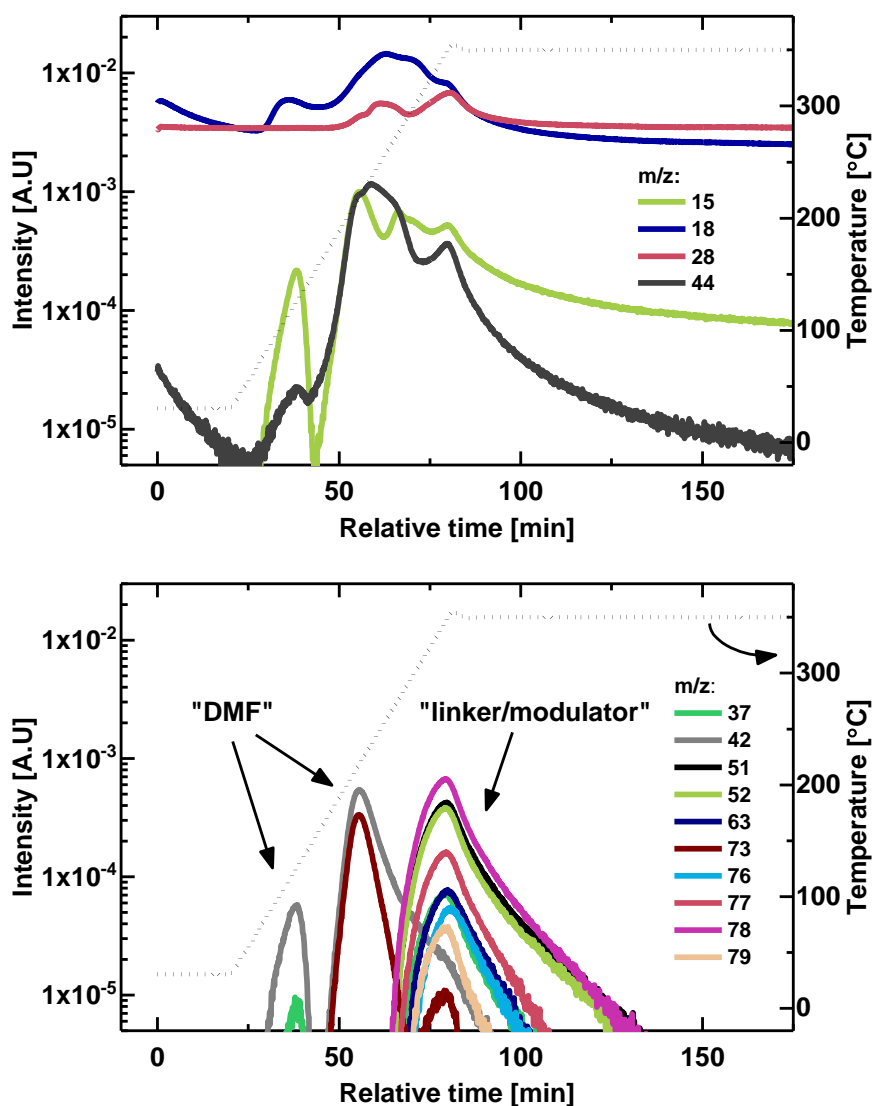 1x10-2
1x10-3
1x10-4
1x10-5
Intensity [A.U]
300
200
100
0
Temperature [°C]
m/z:
15
18
28
44
0
50
100
150
Relative time [min]
1x10-2
1x10-3
1x10-4
1x10-5
Intensity [A.U]
"DMF"
"linker/modulator"
300
200
100
0
Temperature [°C]
m/z:
37
42
51
52
63
73
76
77
78
79
0
50
100
150
Relative time [min]